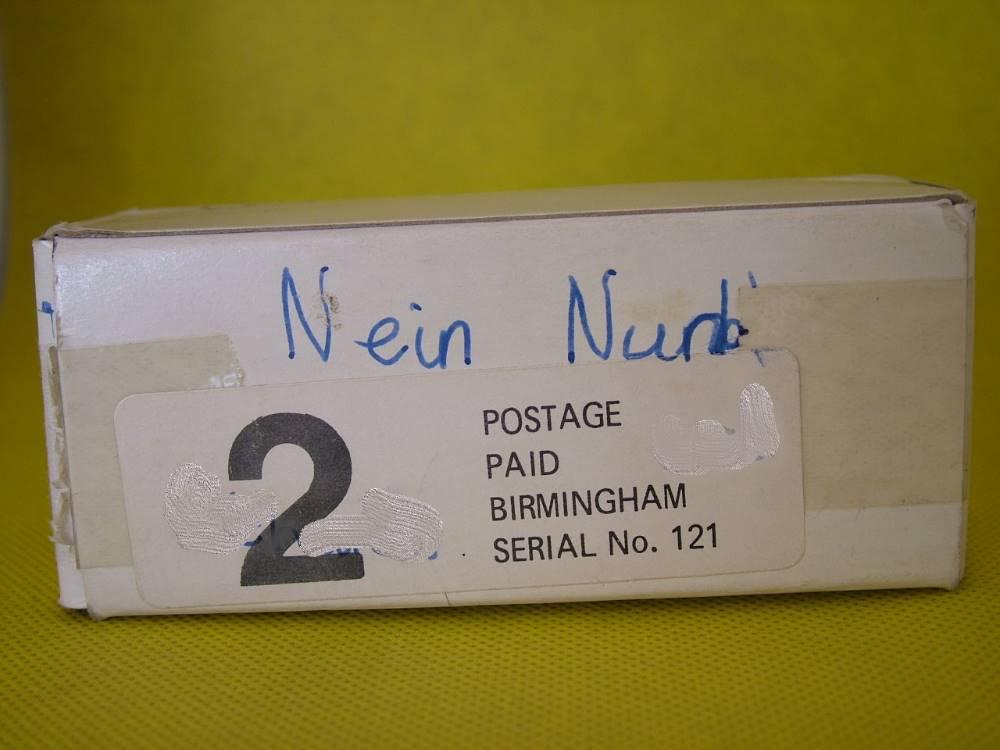 Nein
2
POSTAGE
PAID
BIRMINGHAM
SERIAL No. 121